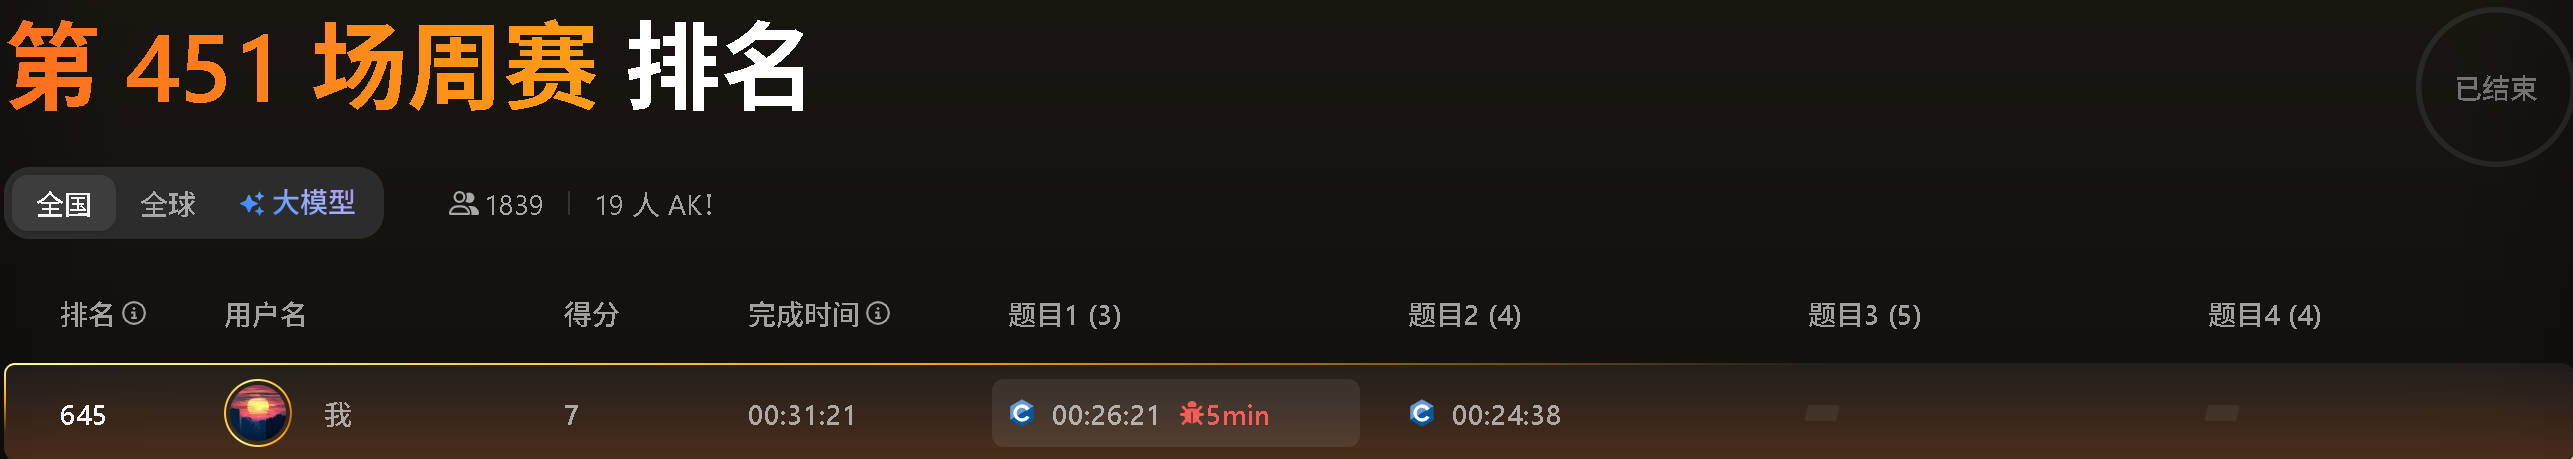 第 451 场周赛 排名
已结束
全国 全球 大模型 1839 19 人 AK!
排名 用户名 得分 完成时间 题目1 (3) 题目2 (4) 题目3 (5) 题目4 (4)
645 我 7 00:31:21 00:26:21 5min 00:24:38